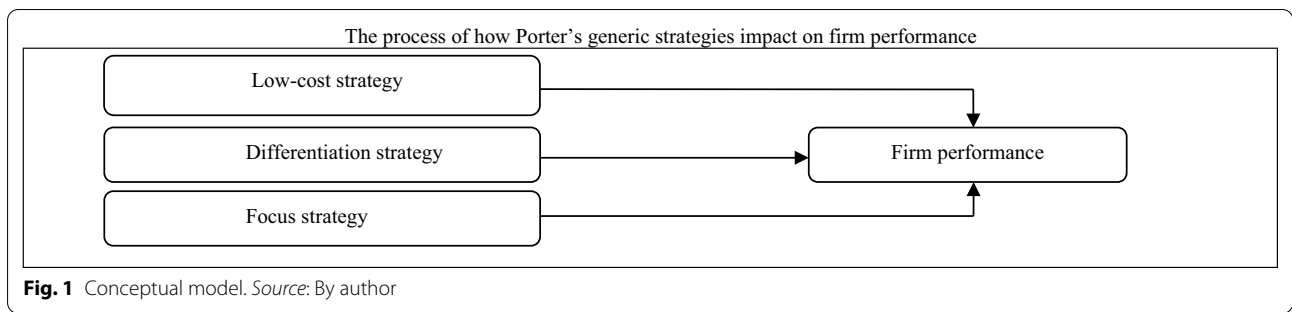 The process of how Porter’s generic strategies impact on firm performance
Low-cost strategy
Differentiation strategy
Firm performance
Focus strategy
Fig. 1 Conceptual model. Source: By author